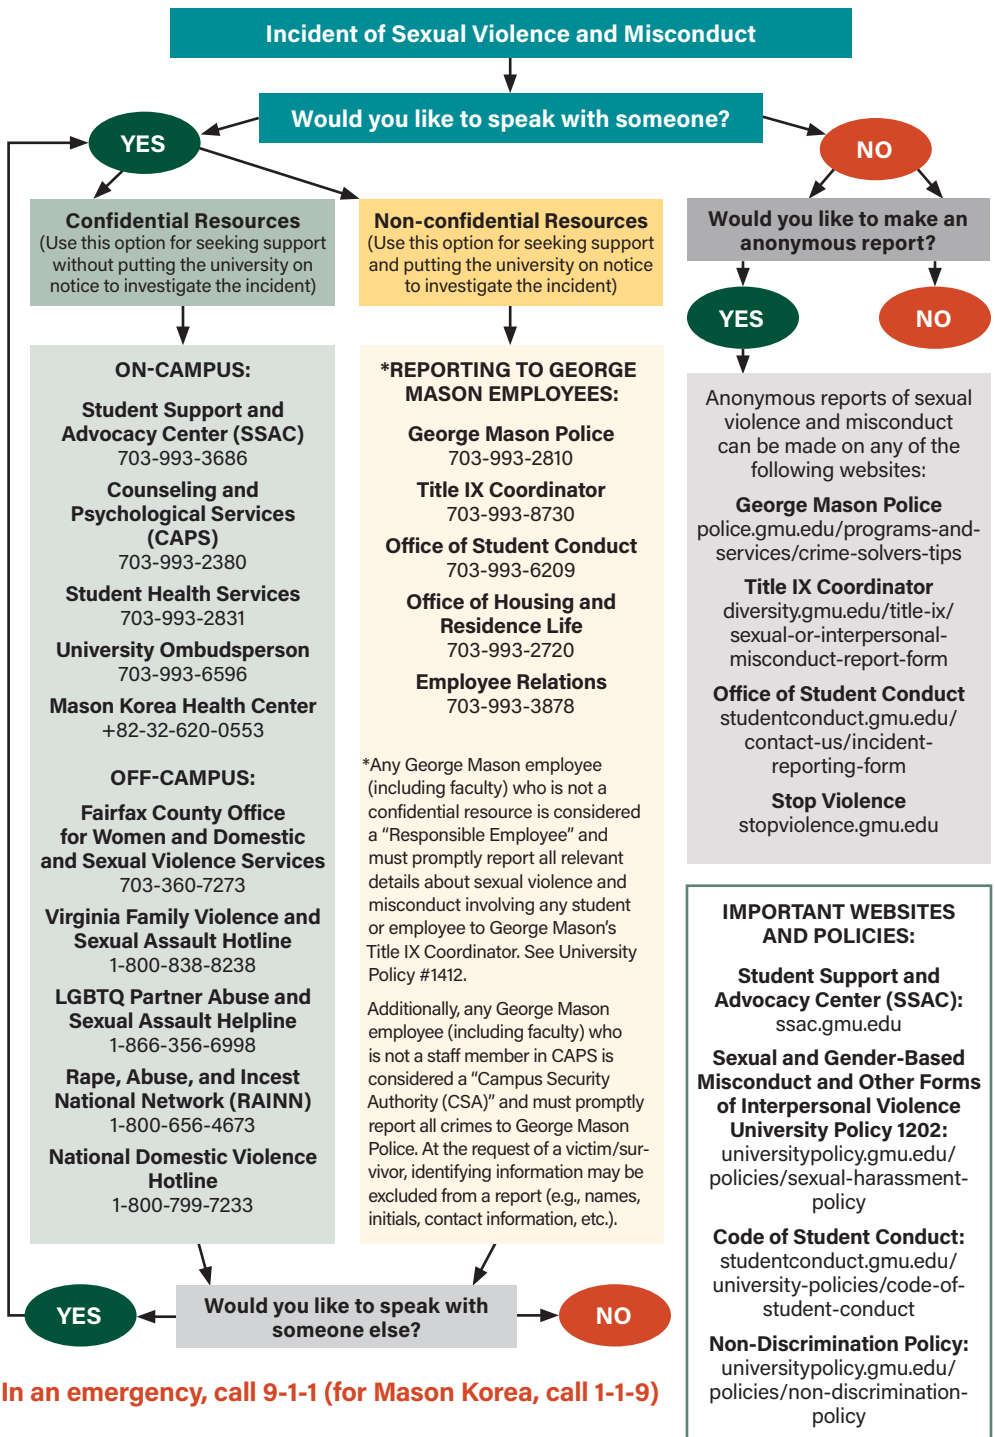 Incident of Sexual Violence and Misconduct
Would you like to speak with someone?
YES
NO
Confidential Resources
(Use this option for seeking support
without putting the university on
notice to investigate the incident)
Non-confidential Resources
(Use this option for seeking support
and putting the university on notice
to investigate the incident)
Would you like to make an
anonymous report?
YES
NO
ON-CAMPUS:
Student Support and
Advocacy Center (SSAC)
703-993-3686
Counseling and
Psychological Services
(CAPS)
703-993-2380
Student Health Services
703-993-2831
University Ombudsperson
703-993-6596
Mason Korea Health Center
+82-32-620-0553
OFF-CAMPUS:
Fairfax County Office
for Women and Domestic
and Sexual Violence Services
703-360-7273
Virginia Family Violence and
Sexual Assault Hotline
1-800-838-8238
LGBTQ Partner Abuse and
Sexual Assault Helpline
1-866-356-6998
Rape, Abuse, and Incest
National Network (RAINN)
1-800-656-4673
National Domestic Violence
Hotline
1-800-799-7233
*REPORTING TO GEORGE
MASON EMPLOYEES:
George Mason Police
703-993-2810
Title IX Coordinator
703-993-8730
Office of Student Conduct
703-993-6209
Office of Housing and
Residence Life
703-993-2720
Employee Relations
703-993-3878
*Any George Mason employee
(including faculty) who is not a
confidential resource is considered
a “Responsible Employee” and
must promptly report all relevant
details about sexual violence and
misconduct involving any student
or employee to George Mason’s
Title IX Coordinator. See University
Policy #1412.
Additionally, any George Mason
employee (including faculty) who
is not a staff member in CAPS is
considered a “Campus Security
Authority (CSA)” and must promptly
report all crimes to George Mason
Police. At the request of a victim/sur-
vivor, identifying information may be
excluded from a report (e.g., names,
initials, contact information, etc.).
Anonymous reports of sexual
violence and misconduct
can be made on any of the
following websites:
George Mason Police
police.gmu.edu/programs-and-
services/crime-solvers-tips
Title IX Coordinator
diversity.gmu.edu/title-ix/
sexual-or-interpersonal-
misconduct-report-form
Office of Student Conduct
studentconduct.gmu.edu/
contact-us/incident-
reporting-form
Stop Violence
stopviolence.gmu.edu
IMPORTANT WEBSITES
AND POLICIES:
Student Support and
Advocacy Center (SSAC):
ssac.gmu.edu
Sexual and Gender-Based
Misconduct and Other Forms
of Interpersonal Violence
University Policy 1202:
universitypolicy.gmu.edu/
policies/sexual-harassment-
policy
Code of Student Conduct:
studentconduct.gmu.edu/
university-policies/code-of-
student-conduct
Non-Discrimination Policy:
universitypolicy.gmu.edu/
policies/non-discrimination-
policy
YES
Would you like to speak with
someone else?
NO
In an emergency, call 9-1-1 (for Mason Korea, call 1-1-9)